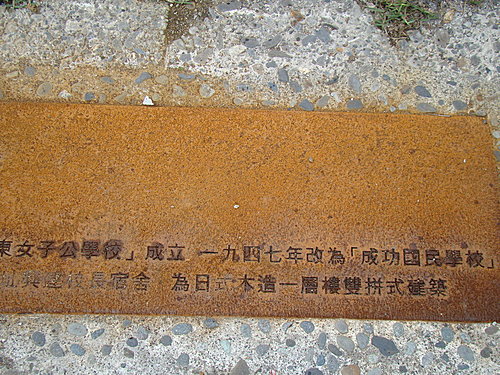 東女子公學校」成立 一九四七年改為「成功國民學校」
與歷校長宿舍 為日式木造一層樓雙拼式建築